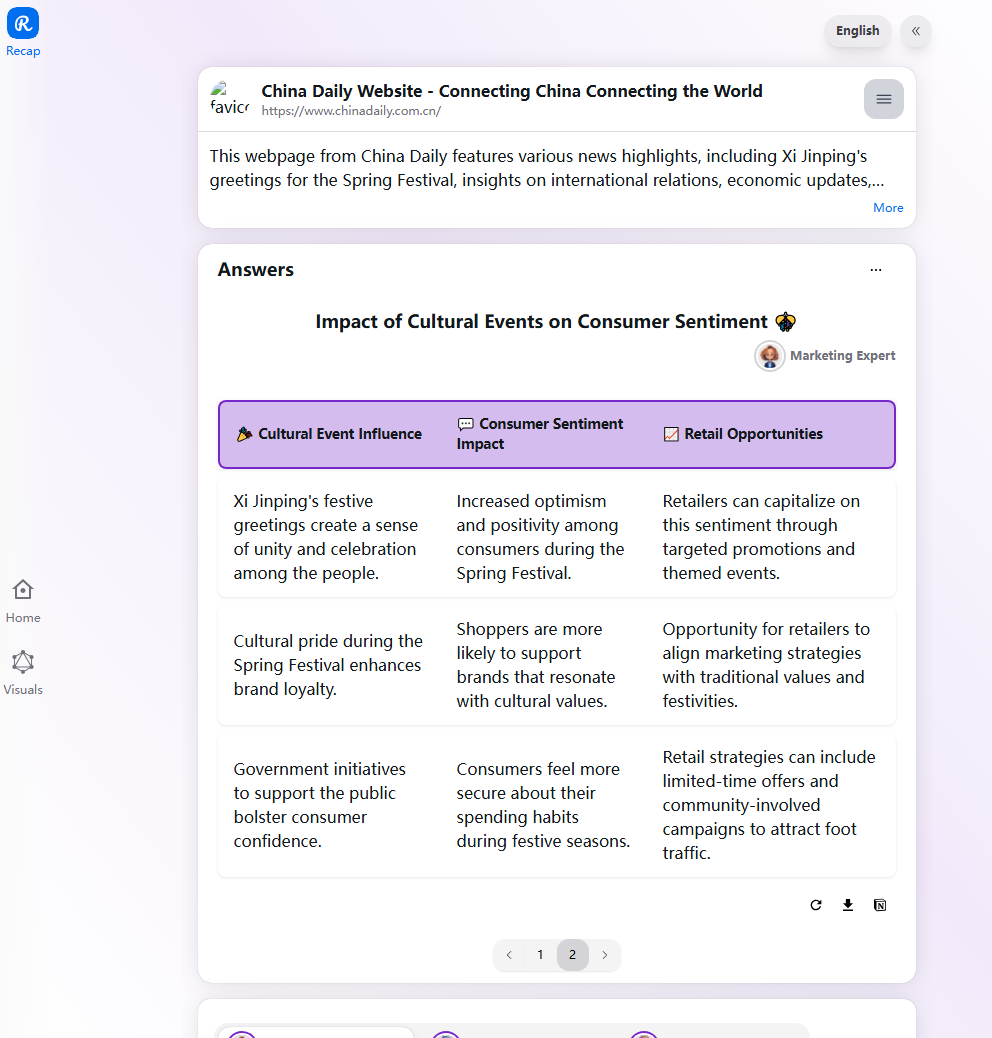 Recap
English
China Daily Website - Connecting China Connecting the World
favico
https://www.chinadaily.com.cn/
This webpage from China Daily features various news highlights, including Xi Jinping's
greetings for the Spring Festival, insights on international relations, economic updates,...
More
Answers
Impact of Cultural Events on Consumer Sentiment
Marketing Expert
Cultural Event Influence
Consumer Sentiment
Impact
Retail Opportunities
Xi Jinping's festive
greetings create a sense
of unity and celebration
among the people.
Increased optimism
and positivity among
consumers during the
Spring Festival.
Retailers can capitalize on
this sentiment through
targeted promotions and
themed events.
Cultural pride during the
Spring Festival enhances
brand loyalty.
Shoppers are more
likely to support
brands that resonate
with cultural values.
Opportunity for retailers to
align marketing strategies
with traditional values and
festivities.
Government initiatives
to support the public
bolster consumer
confidence.
Consumers feel more
secure about their
spending habits
during festive seasons.
Retail strategies can include
limited-time offers and
community-involved
campaigns to attract foot
traffic.
1
2
Home
Visuals